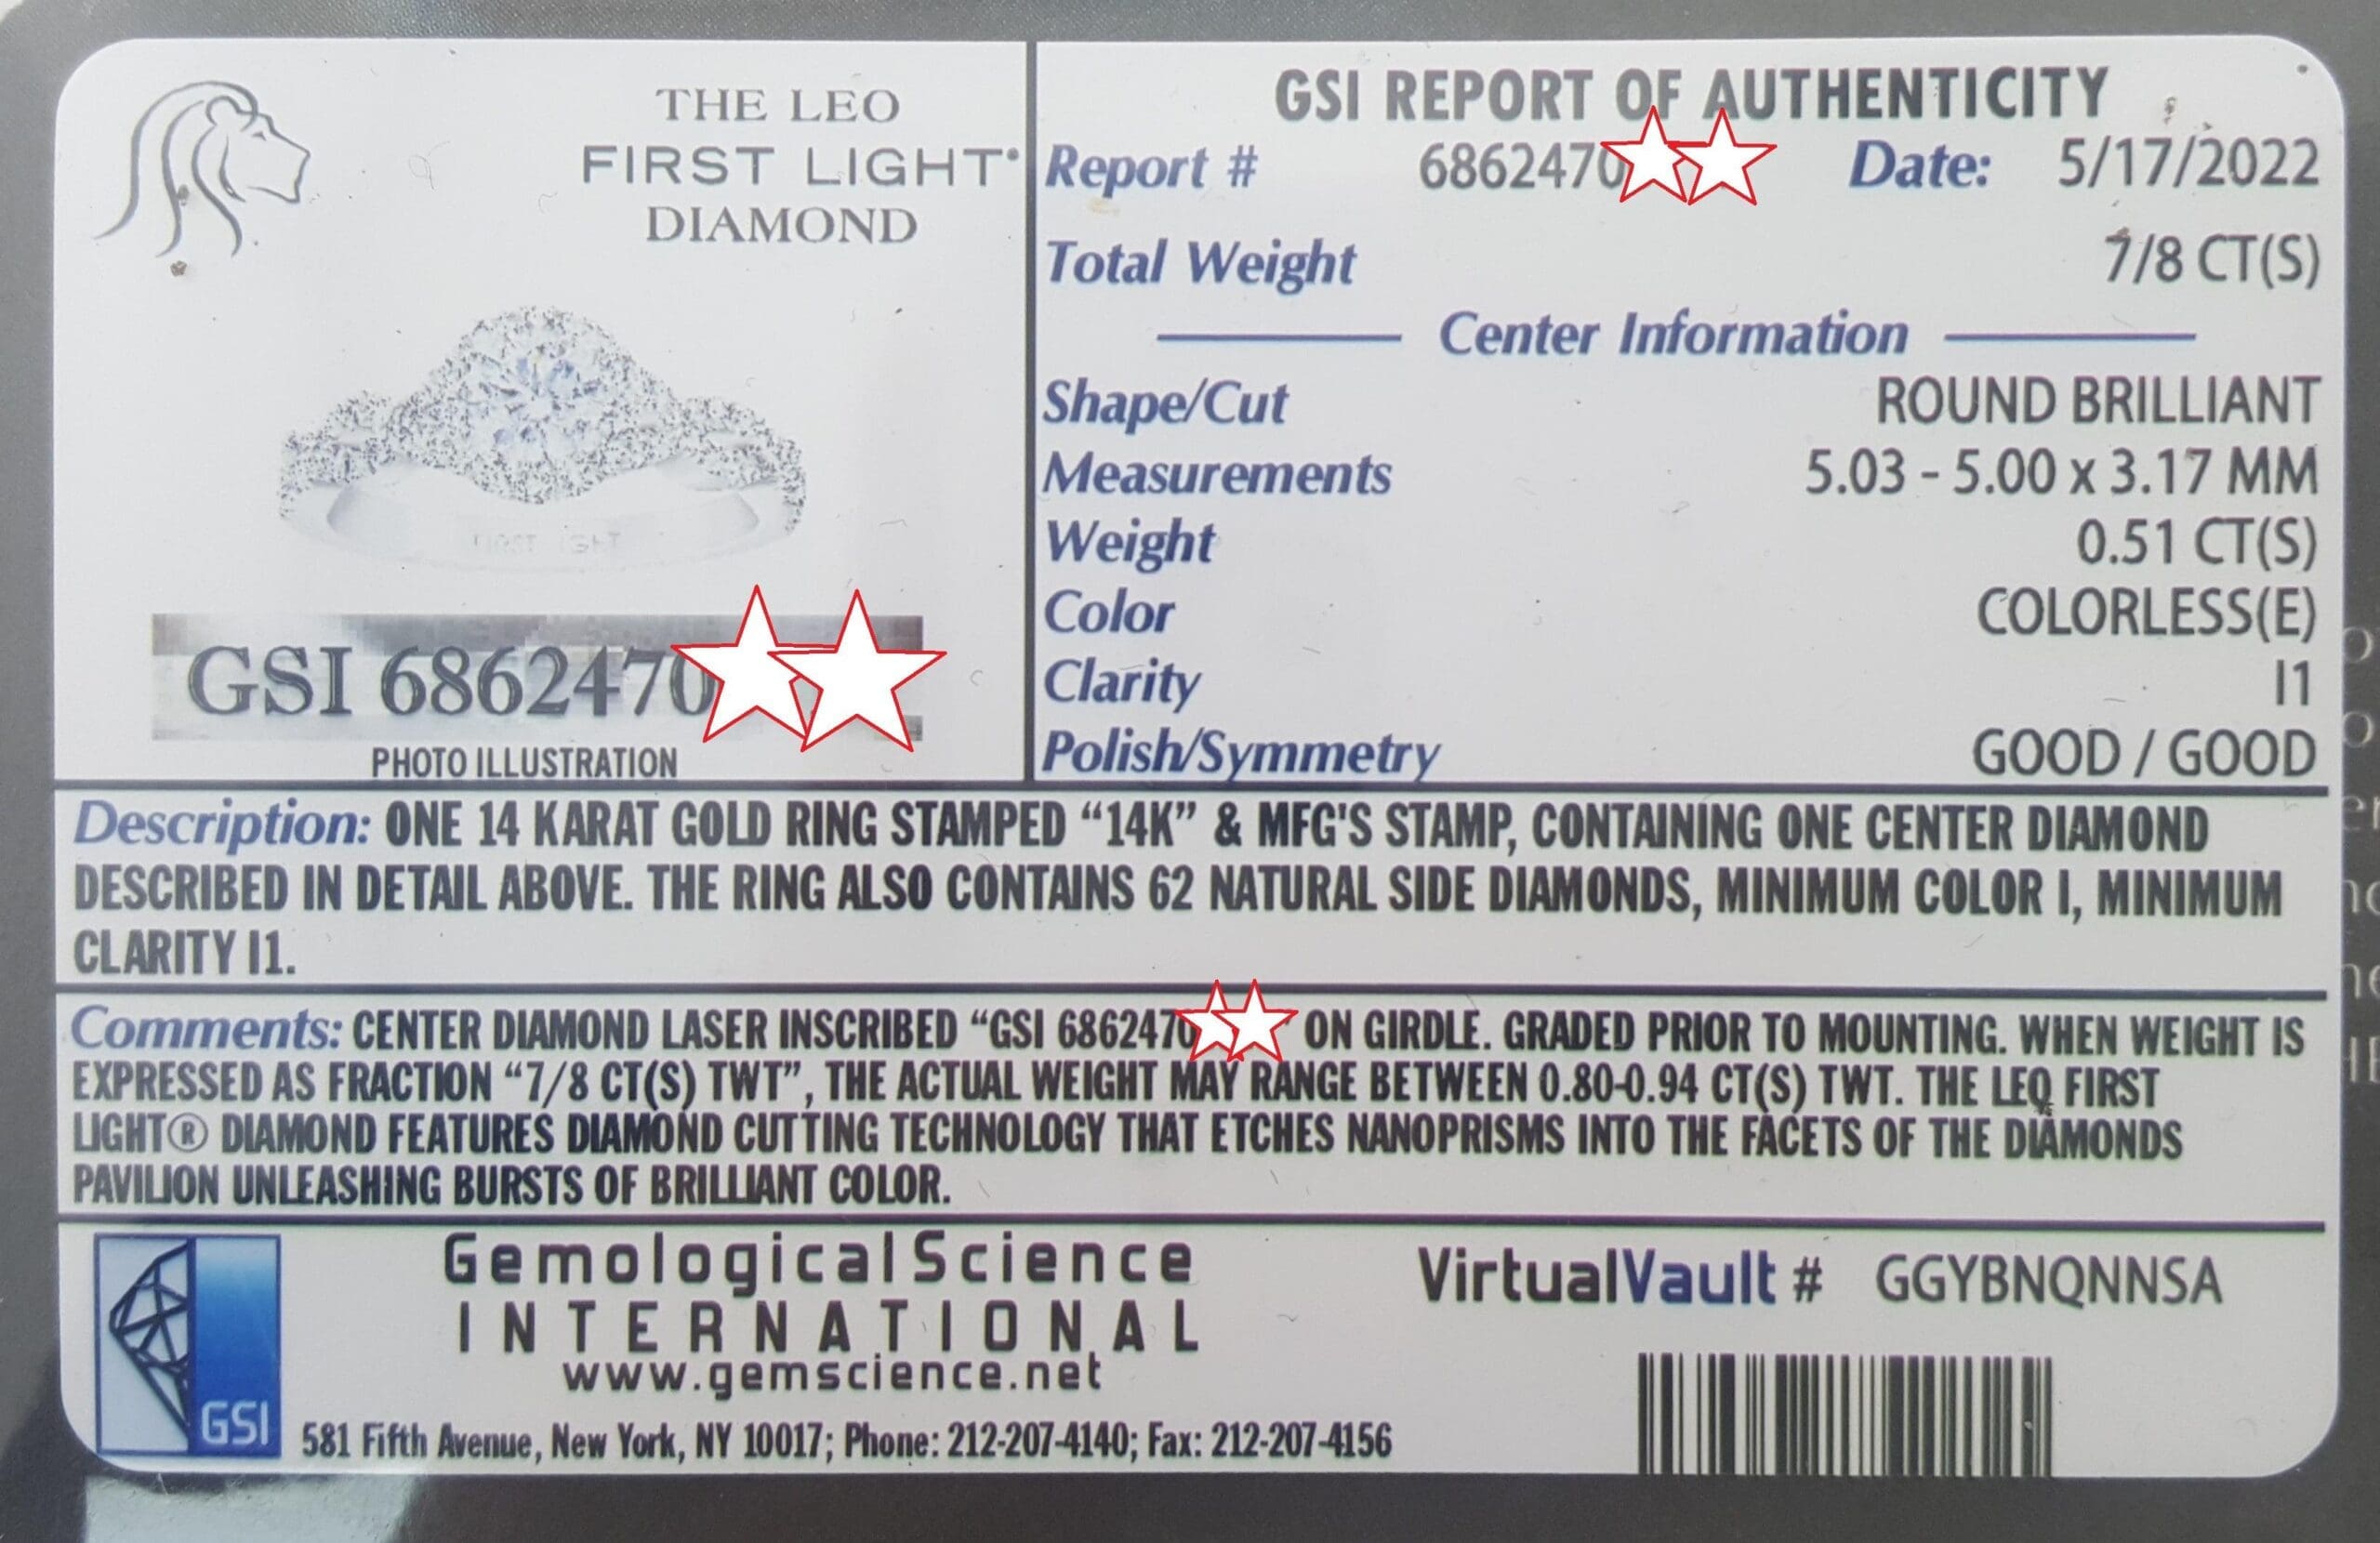 THE LEO
FIRST LIGHT®
DIAMOND
GSI 6862470
PHOTO ILLUSTRATION
GSI REPORT OF AUTHENTICITY
Report # 6862470 Date: 5/17/2022
Total Weight 7/8 CT(S)
Center Information
Shape/Cut ROUND BRILLIANT
Measurements 5.03 - 5.00 x 3.17 MM
Weight 0.51 CT(S)
Color COLORLESS(E)
Clarity I1
Polish/Symmetry GOOD / GOOD
Description: ONE 14 KARAT GOLD RING STAMPED “14K” & MFG'S STAMP, CONTAINING ONE CENTER DIAMOND
DESCRIBED IN DETAIL ABOVE. THE RING ALSO CONTAINS 62 NATURAL SIDE DIAMONDS, MINIMUM COLOR I, MINIMUM
CLARITY I1.
Comments: CENTER DIAMOND LASER INSCRIBED “GSI 6862470 ” ON GIRDLE. GRADED PRIOR TO MOUNTING. WHEN WEIGHT IS
EXPRESSED AS FRACTION “7/8 CT(S) TWT”, THE ACTUAL WEIGHT MAY RANGE BETWEEN 0.80-0.94 CT(S) TWT. THE LEO FIRST
LIGHT® DIAMOND FEATURES DIAMOND CUTTING TECHNOLOGY THAT ETCHES NANOPRISMS INTO THE FACETS OF THE DIAMONDS
PAVILION UNLEASHING BURSTS OF BRILLIANT COLOR.
GSI
GemologicalScience
INTERNATIONAL
www.gemscience.net
581 Fifth Avenue, New York, NY 10017; Phone: 212-207-4140; Fax: 212-207-4156
VirtualVault # GGYBNQNNSA